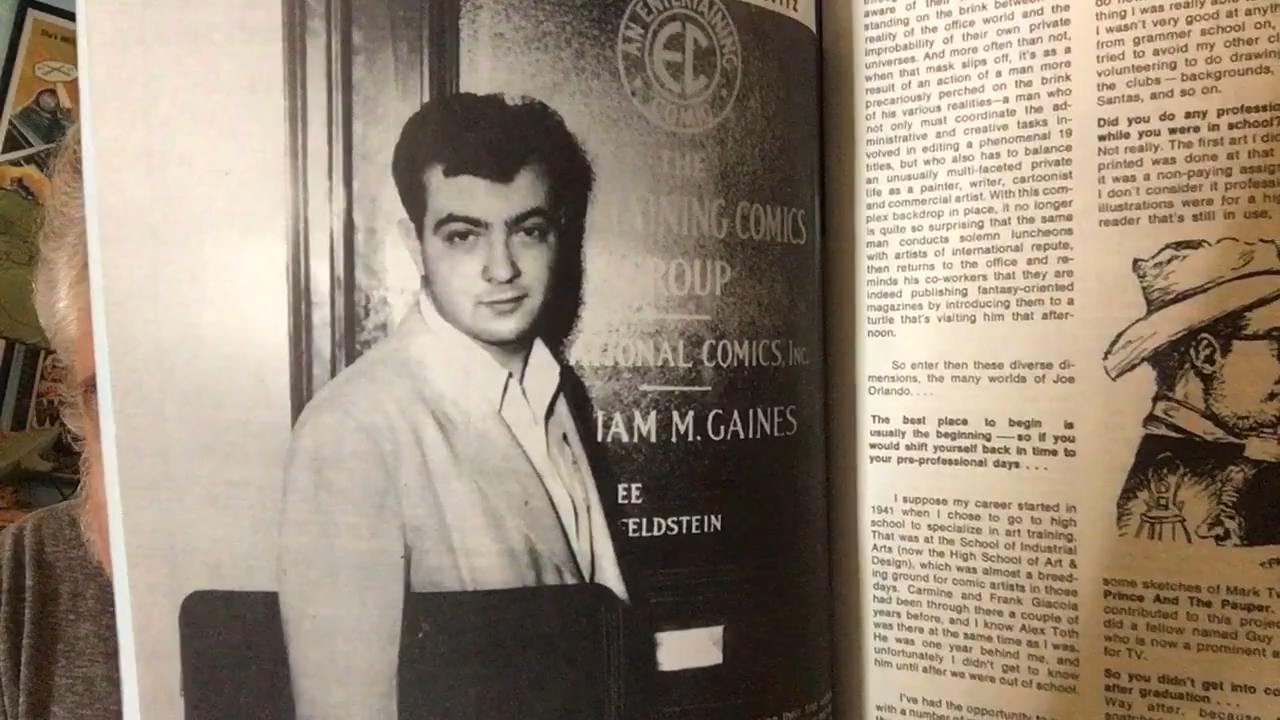 AN ENTERTAINING
EC
COMIC
THE
INING COMICS
ROUP
IONAL COMICS, INC.
IAM M. GAINES
EE
FELDSTEIN
aware of their
standing on the brink between
reality of the office world and the
improbability of their own private
universes. And more often than not,
when that mask slips off, it's as a
result of an action of a man more
precariously perched on the brink
of his various realities—a man who
not only must coordinate the ad-
ministrative and creative tasks in-
volved in editing a phenomenal 19
titles, but who also has to balance
an unusually multi-faceted private
life as a painter, writer, cartoonist
and commercial artist. With this com-
plex backdrop in place, it no longer
is quite so surprising that the same
man conducts solemn luncheons
with artists of international repute,
then returns to the office and re-
minds his co-workers that they are
indeed publishing fantasy-oriented
magazines by introducing them to a
turtle that's visiting him that after-
noon.
So enter then these diverse di-
mensions, the many worlds of Joe
Orlando. . . .
The best place to begin is
usually the beginning — so if you
would shift yourself back in time to
your pre-professional days . . .
I suppose my career started in
1941 when I chose to go to high
school to specialize in art training.
That was at the School of Industrial
Arts (now the High School of Art &
Design), which was almost a breed-
ing ground for comic artists in those
days. Carmine and Frank Giacoia
had been through there a couple of
years before, and I know Alex Toth
was there at the same time as I was.
He was one year behind me, and
unfortunately I didn't get to know
him until after we were out of school.
I've had the opportunity
with a number of
thing I was really
I wasn't very good at
from grammer school on,
tried to avoid my other
volunteering to do
the clubs — backgrounds,
Santas, and so on.
Did you do any
while you were in school?
Not really. The first art I did
printed was done at that
it was a non-paying
I don't consider it
illustrations were for a
reader that's still in use,
some sketches of Mark
Prince And The Pauper.
contributed to this
did a fellow named Guy
who is now a prominent
for TV.
So you didn't get into
after graduation . . .
Way after, because